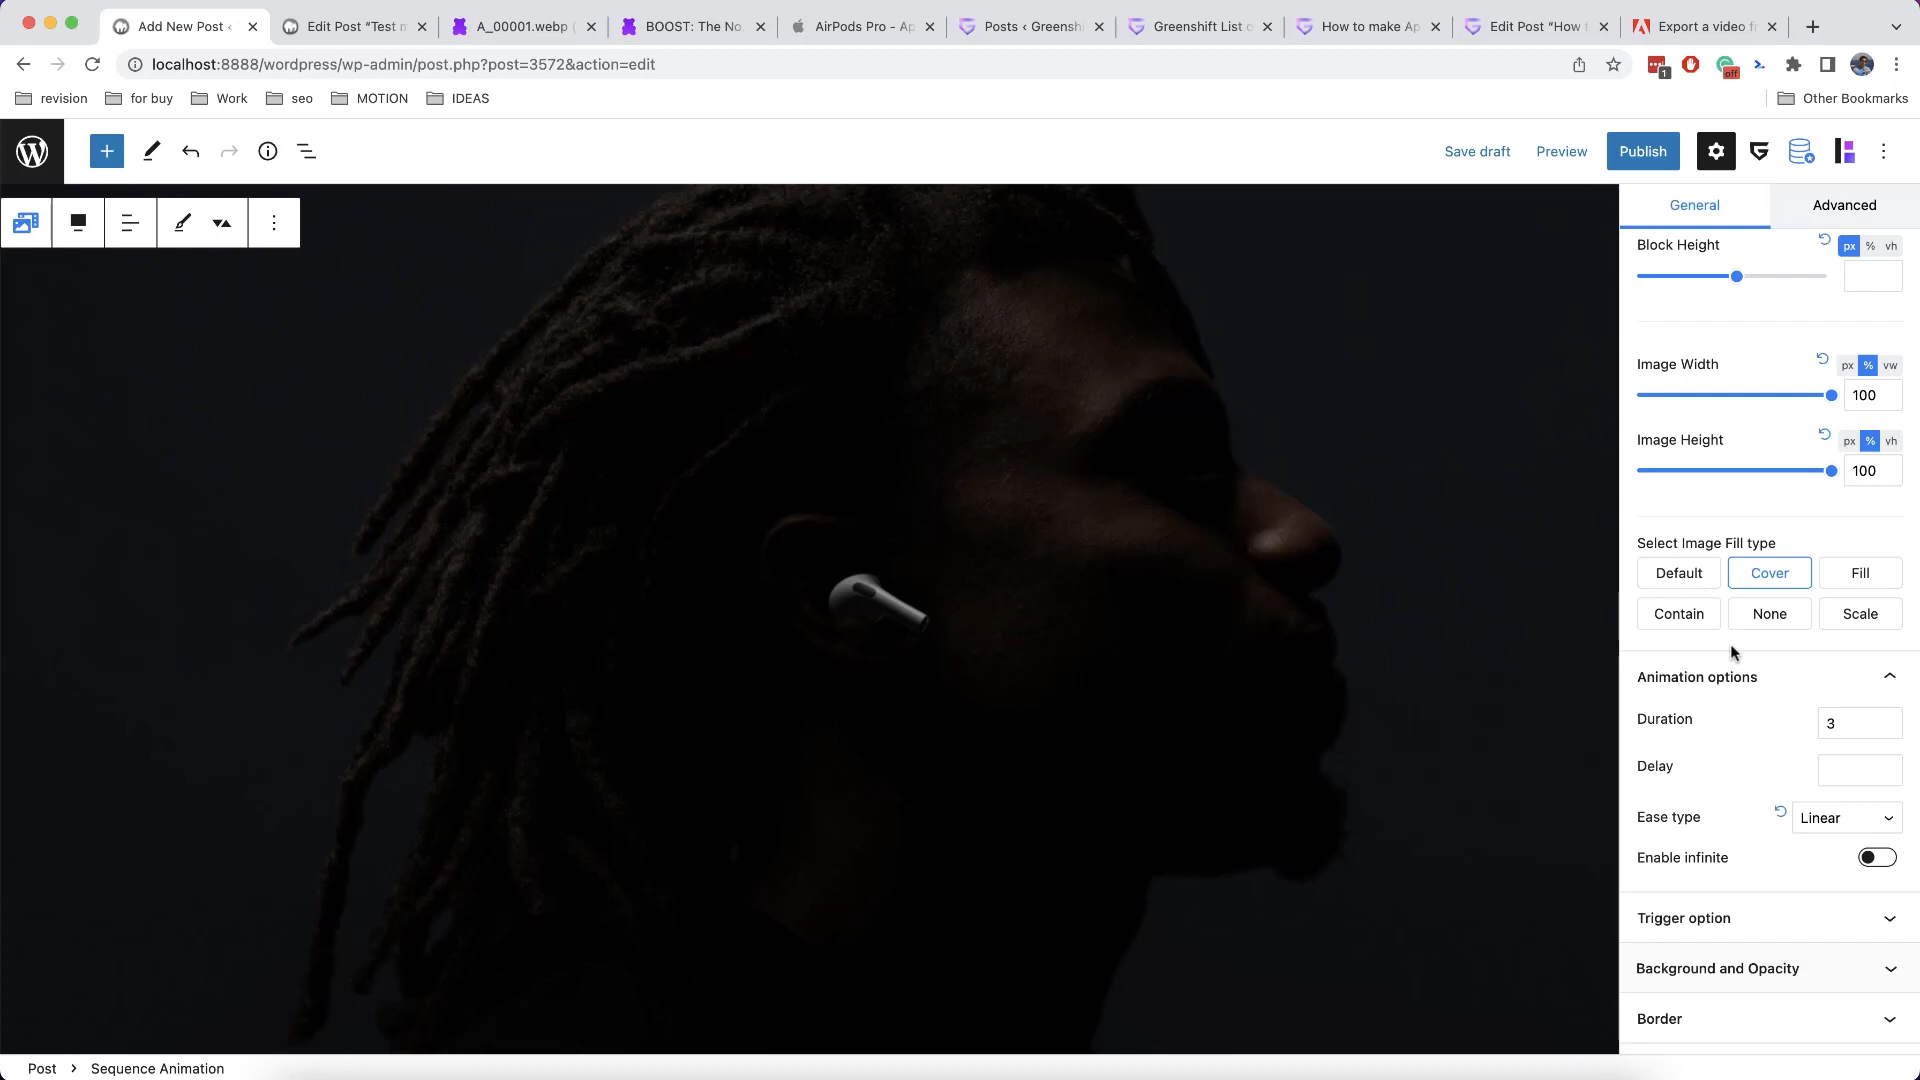 Add New Post ‹
Edit Post “Test m
A_00001.webp (
BOOST: The No.
AirPods Pro - Ap
Posts ‹ Greenshi
Greenshift List o
How to make Ap
Edit Post “How t
Export a video f
localhost:8888/wordpress/wp-admin/post.php?post=3572&action=edit
1
off
revision
for buy
Work
seo
MOTION
IDEAS
Other Bookmarks
Save draft
Preview
Publish
General
Advanced
Block Height
px % vh
Image Width
px % vw
100
Image Height
px % vh
100
Select Image Fill type
Default
Cover
Fill
Contain
None
Scale
Animation options
Duration
3
Delay
Ease type
Linear
Enable infinite
Trigger option
Background and Opacity
Border
Post
Sequence Animation